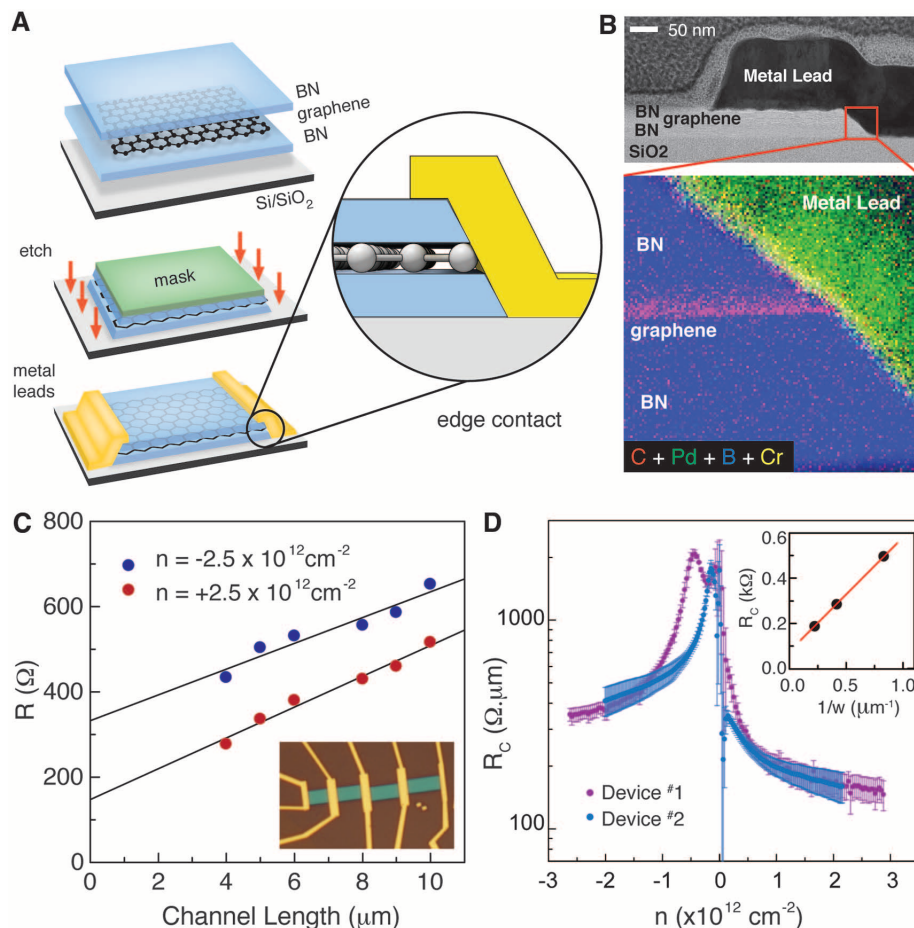 A
BN
graphene
BN
Si/SiO2
etch
mask
metal
leads
edge contact
B
50 nm
Metal Lead
BN graphene
BN
SiO2
Metal Lead
BN
graphene
BN
C + Pd + B + Cr
C
800
600
400
200
0
R (Ω)
n = -2.5 x 10^12 cm^-2
n = +2.5 x 10^12 cm^-2
0 2 4 6 8 10
Channel Length (μm)
D
1000
100
RC (Ω.μm)
Device #1
Device #2
-3 -2 -1 0 1 2 3
n (x10^12 cm^-2)
0.6
0.4
0.2
0.0
RC (kΩ)
0.0 0.5 1.0
1/w (μm^-1)